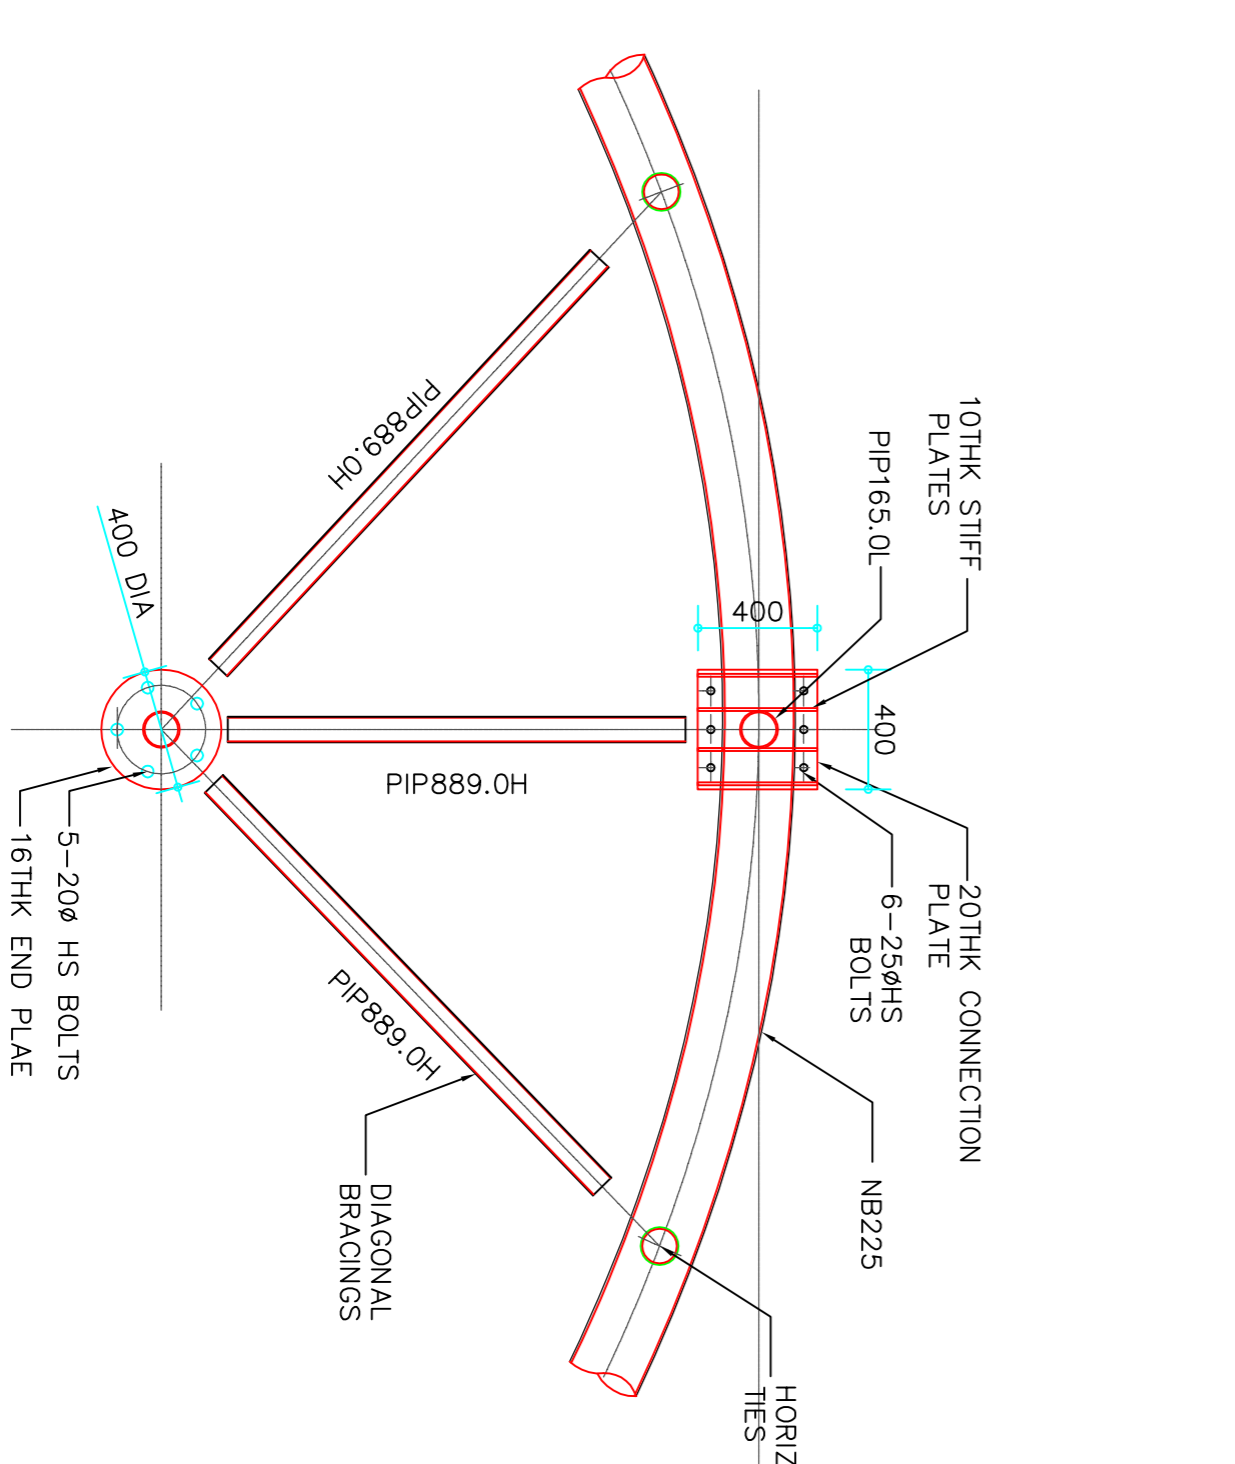 10THK STIFF
PLATES
PIP165.0L
400
400
20THK CONNECTION
PLATE
6-25øHS
BOLTS
NB225
HORIZ
TIES
PIP889.0H
PIP889.0H
PIP889.0H
DIAGONAL
BRACINGS
400 DIA
5-20ø HS BOLTS
16THK END PLAE